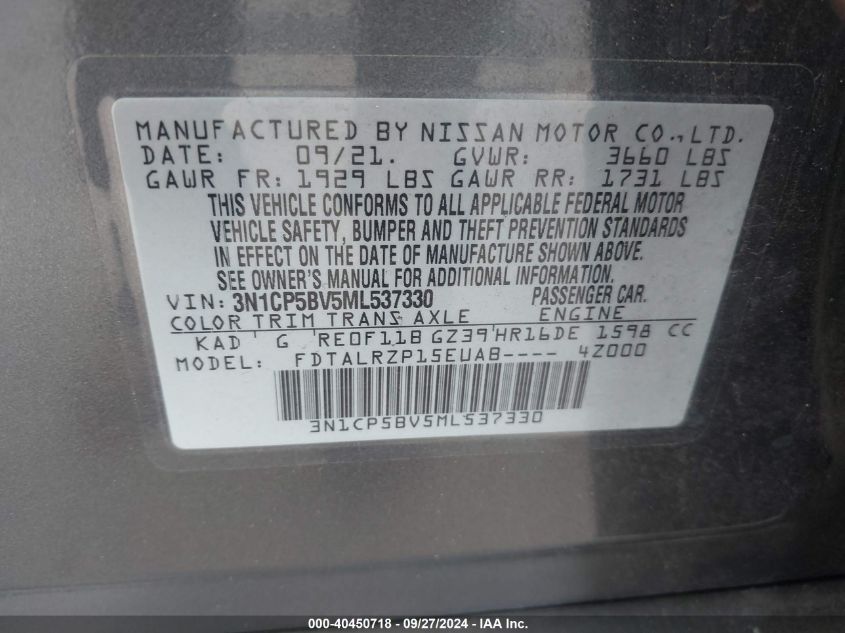 MANUFACTURED BY NISSAN MOTOR CO., LTD.
DATE: 09/21. GVWR: 3660 LBS
GAWR FR: 1929 LBS GAWR RR: 1731 LBS
THIS VEHICLE CONFORMS TO ALL APPLICABLE FEDERAL MOTOR
VEHICLE SAFETY, BUMPER AND THEFT PREVENTION STANDARDS
IN EFFECT ON THE DATE OF MANUFACTURE SHOWN ABOVE.
SEE OWNER'S MANUAL FOR ADDITIONAL INFORMATION.
VIN: 3N1CP5BV5ML537330 PASSENGER CAR.
COLOR TRIM TRANS AXLE ENGINE
KAD G RE0F11B GZ39 HR16DE 1598 CC
MODEL: FDTALRZP15EUAB---- 4Z000
3N1CP5BV5ML537330
000-40450718 - 09/27/2024 - IAA Inc.